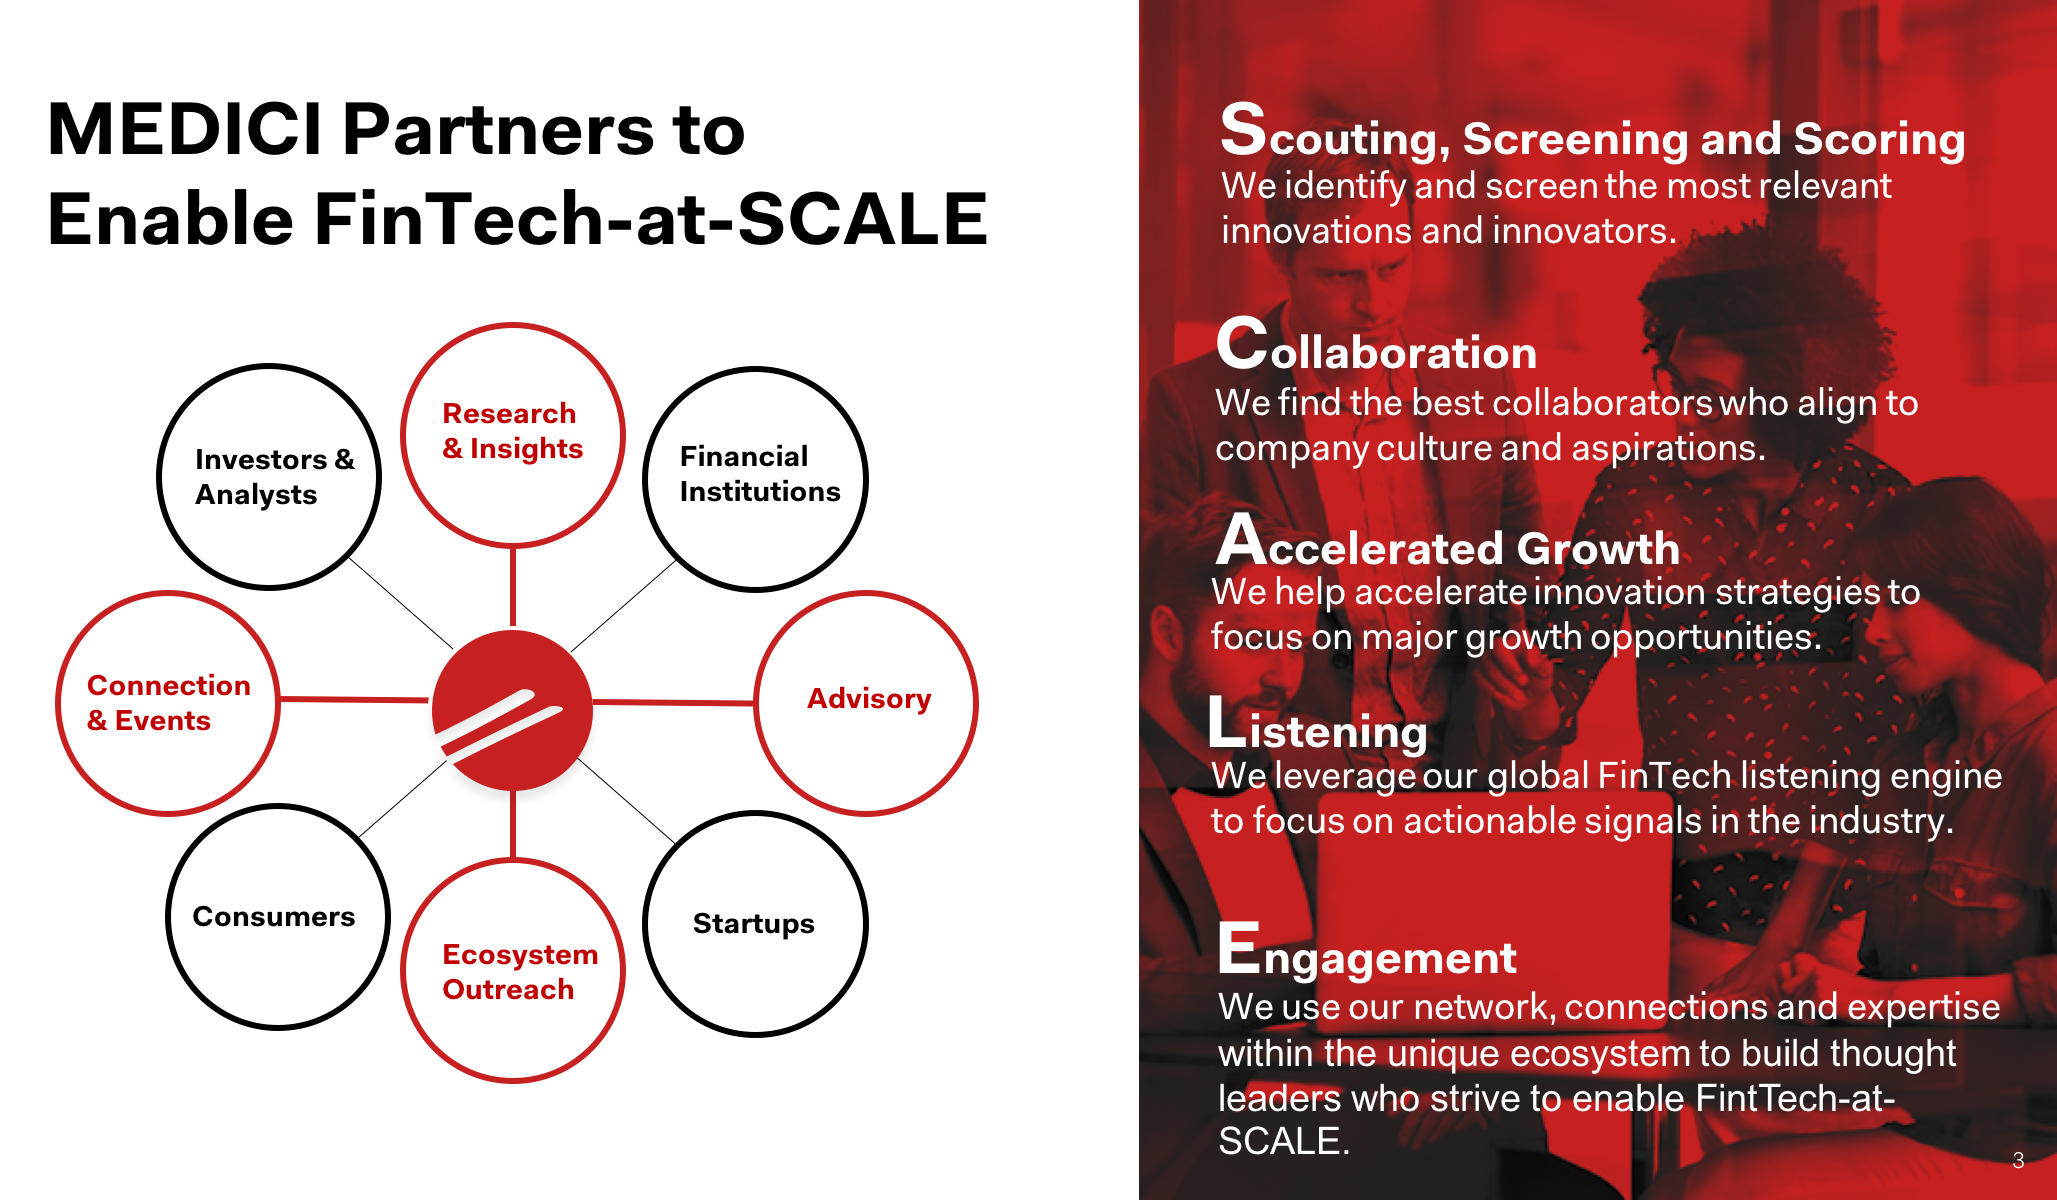 MEDICI Partners to
Enable FinTech-at-SCALE
Research
& Insights
Investors &
Analysts
Financial
Institutions
Connection
& Events
Advisory
Consumers
Startups
Ecosystem
Outreach
Scouting, Screening and Scoring
We identify and screen the most relevant
innovations and innovators.
Collaboration
We find the best collaborators who align to
company culture and aspirations.
Accelerated Growth
We help accelerate innovation strategies to
focus on major growth opportunities.
Listening
We leverage our global FinTech listening engine
to focus on actionable signals in the industry.
Engagement
We use our network, connections and expertise
within the unique ecosystem to build thought
leaders who strive to enable FintTech-at-
SCALE.
3